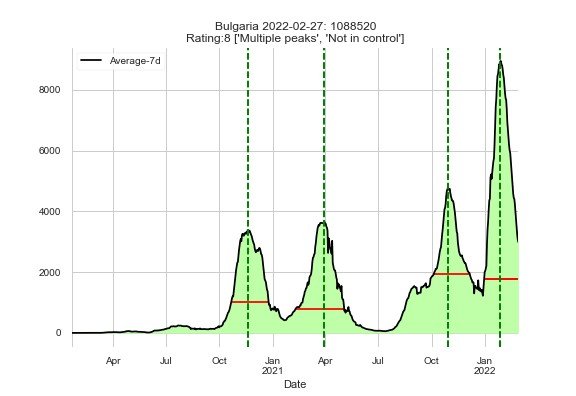 Bulgaria 2022-02-27: 1088520
Rating:8 ['Multiple peaks', 'Not in control']
Average-7d
8000
6000
4000
2000
0
Apr
Jul
Oct
Jan
2021
Apr
Jul
Oct
Jan
2022
Date